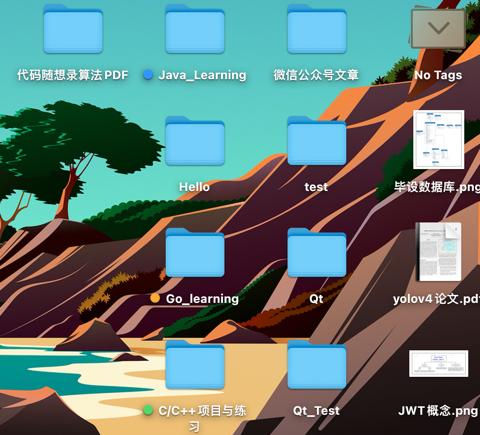 代码随想录算法PDF
Java_Learning
微信公众号文章
No Tags
Hello
test
毕设数据库.png
Go_learning
Qt
yolov4论文.pdf
C/C++项目与练
习
Qt_Test
JWT概念.png